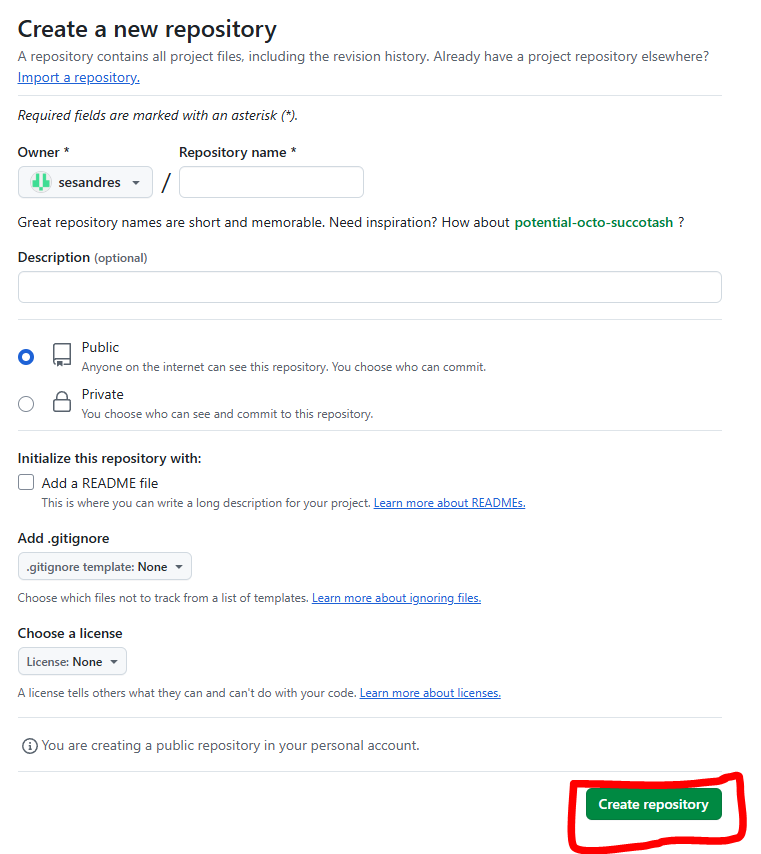 Create a new repository
A repository contains all project files, including the revision history. Already have a project repository elsewhere?
Import a repository.
Required fields are marked with an asterisk (*).
Owner *
Repository name *
sesandres
/
Great repository names are short and memorable. Need inspiration? How about potential-octo-succotash ?
Description (optional)
Public
Anyone on the internet can see this repository. You choose who can commit.
Private
You choose who can see and commit to this repository.
Initialize this repository with:
Add a README file
This is where you can write a long description for your project. Learn more about READMEs.
Add .gitignore
.gitignore template: None
Choose which files not to track from a list of templates. Learn more about ignoring files.
Choose a license
License: None
A license tells others what they can and can't do with your code. Learn more about licenses.
You are creating a public repository in your personal account.
Create repository